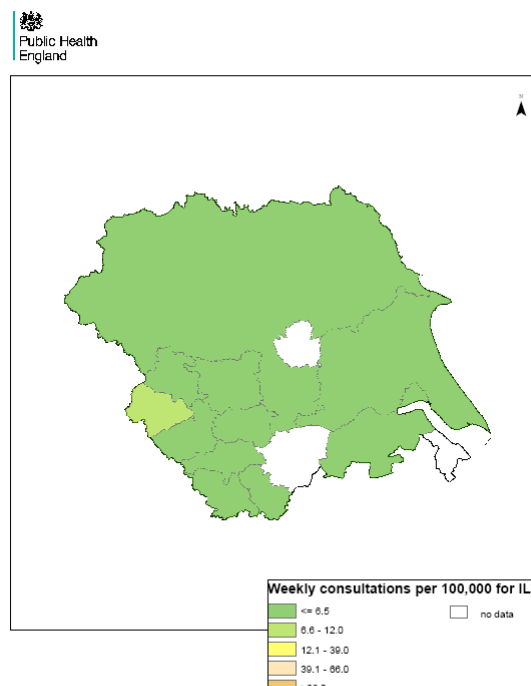 Public Health
England
N
Weekly consultations per 100,000 for IL
<= 6.5
no data
6.6 - 12.0
12.1 - 39.0
39.1 - 66.0